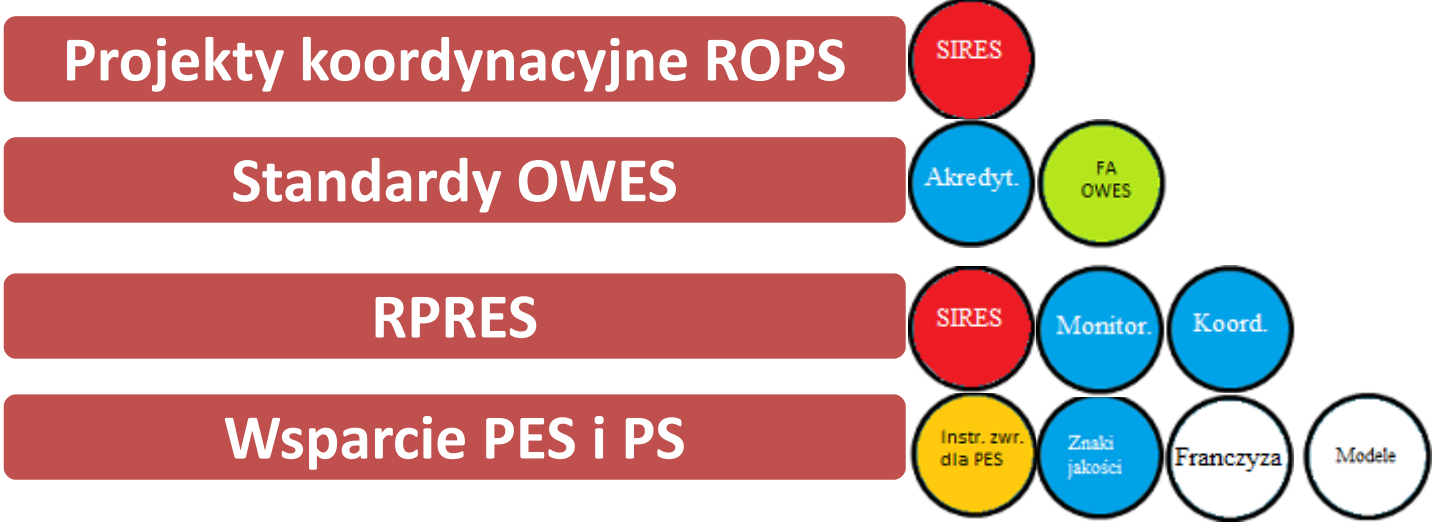 Projekty koordynacyjne ROPS
SIRES
Standardy OWES
Akredyt.
FA
OWES
RPRES
SIRES
Monitor.
Koord.
Wsparcie PES i PS
Instr. zwr.
dla PES
Znaki
jakości
Franczyza
Modele